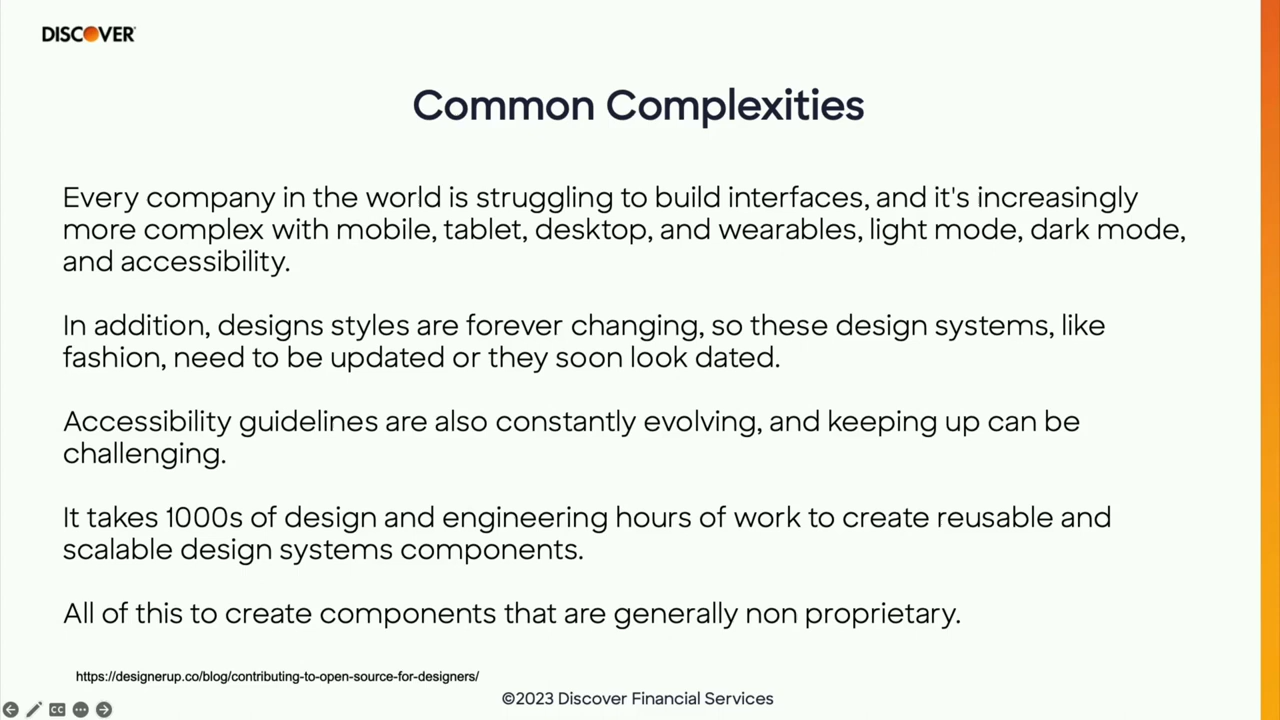 DISCOVER
Common Complexities
Every company in the world is struggling to build interfaces, and it's increasingly
more complex with mobile, tablet, desktop, and wearables, light mode, dark mode,
and accessibility.
In addition, designs styles are forever changing, so these design systems, like
fashion, need to be updated or they soon look dated.
Accessibility guidelines are also constantly evolving, and keeping up can be
challenging.
It takes 1000s of design and engineering hours of work to create reusable and
scalable design systems components.
All of this to create components that are generally non proprietary.
https://designerup.co/blog/contributing-to-open-source-for-designers/
©2023 Discover Financial Services
CC